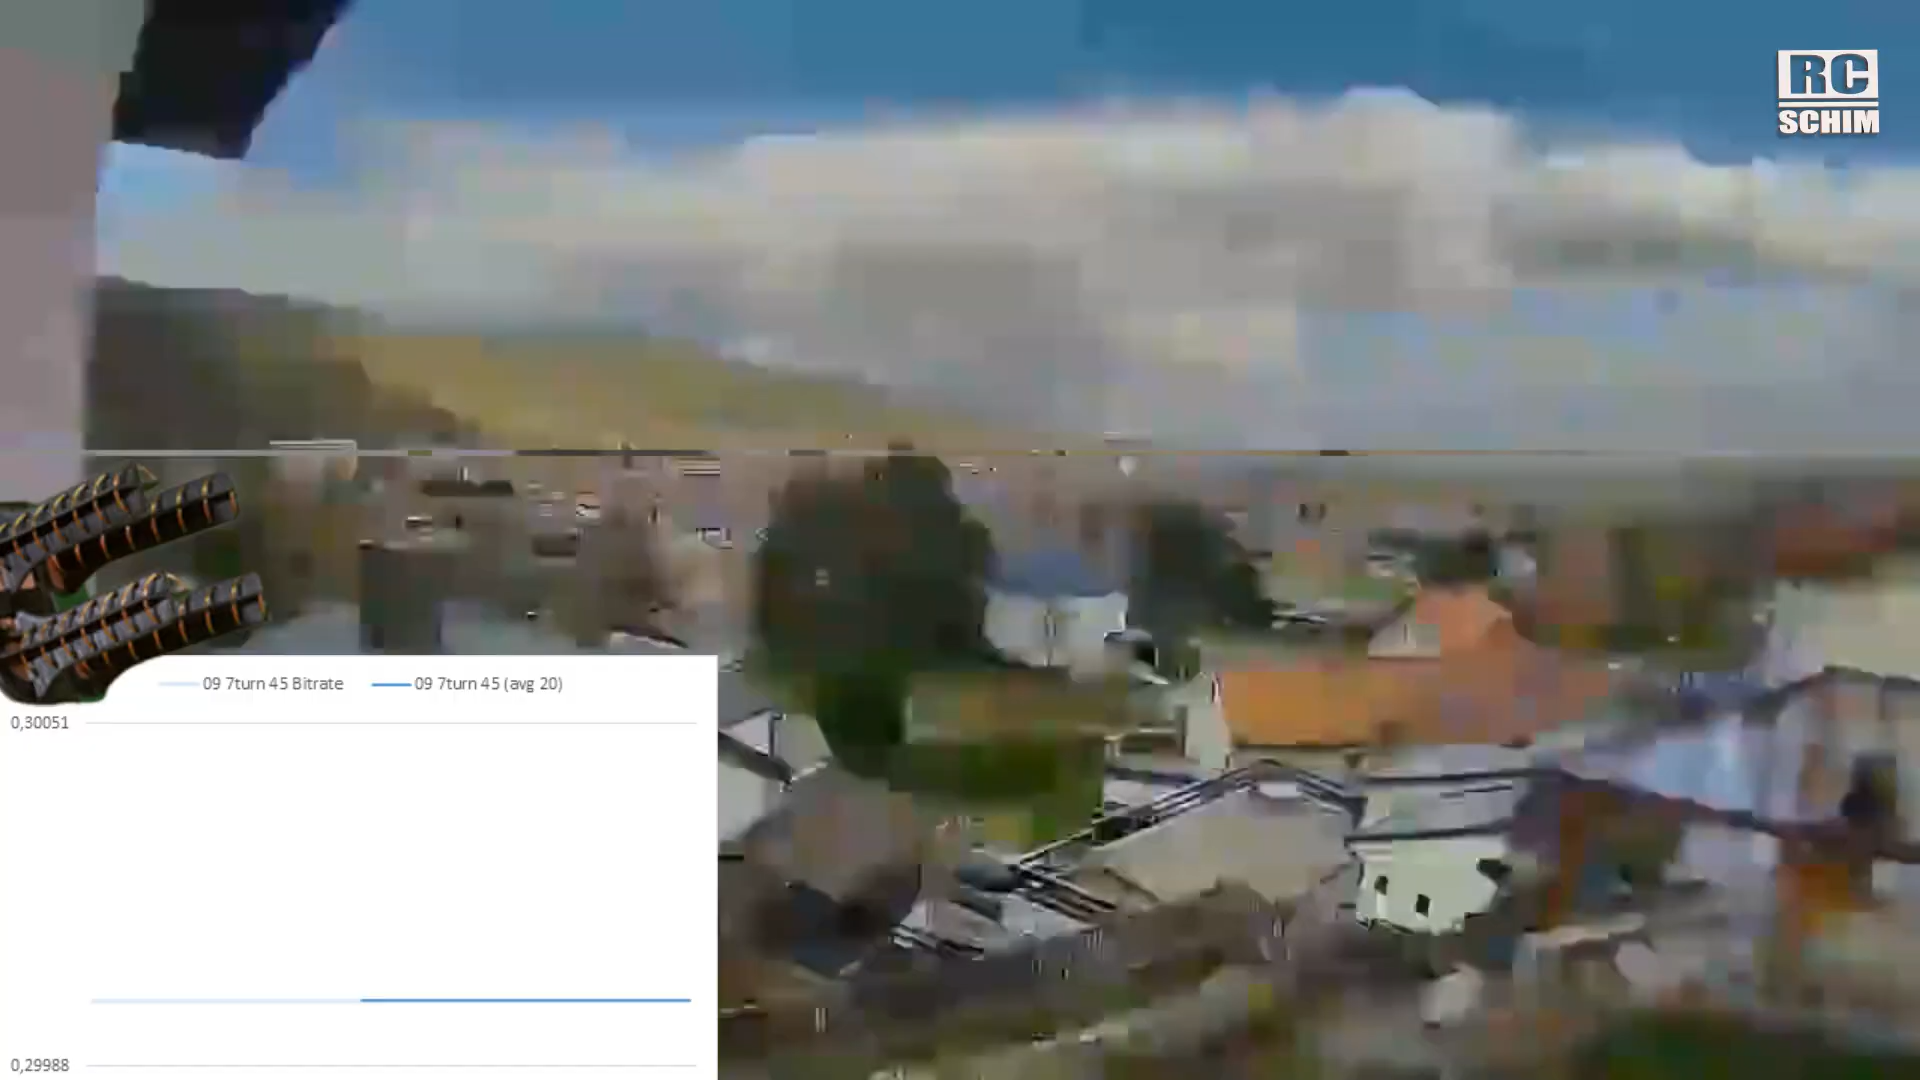 RC
SCHIM
09 7turn 45 Bitrate
09 7turn 45 (avg 20)
0,30051
0,29988